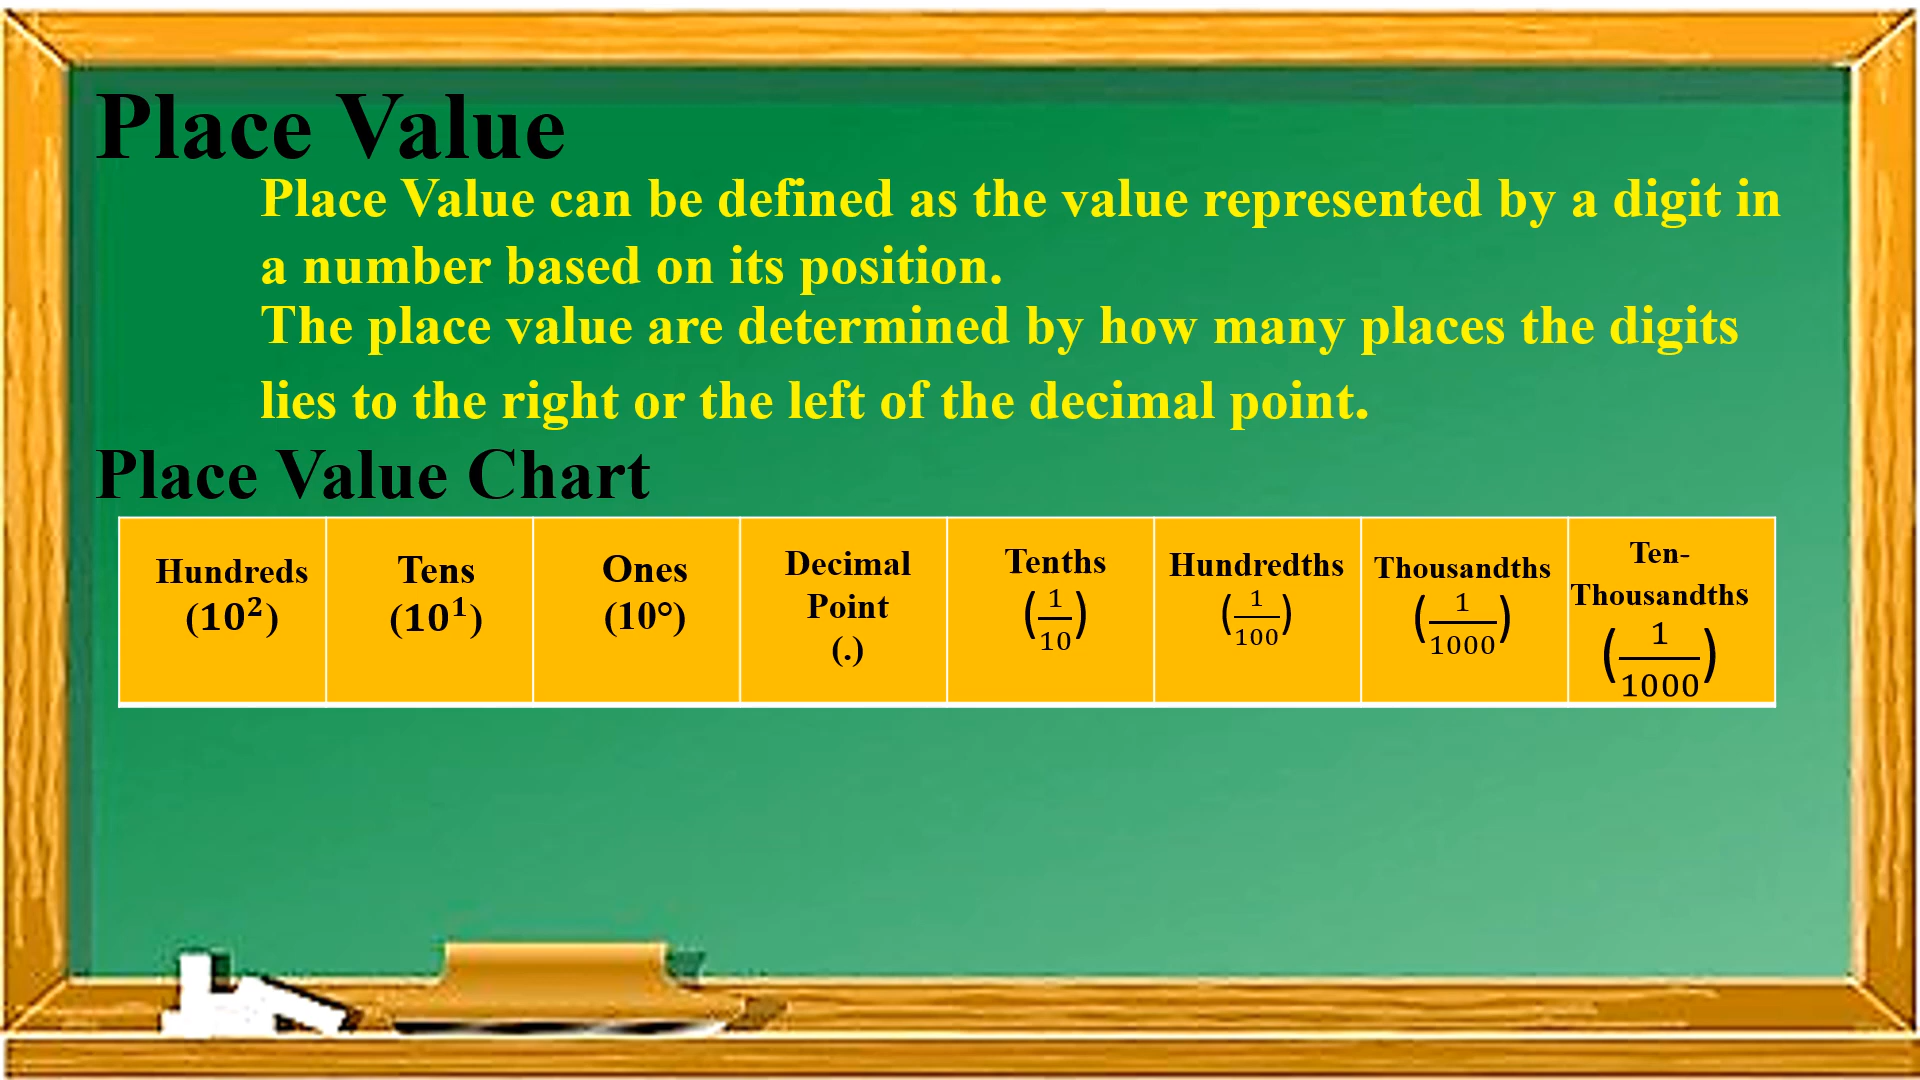 Place Value
Place Value can be defined as the value represented by a digit in
a number based on its position.
The place value are determined by how many places the digits
lies to the right or the left of the decimal point.
Place Value Chart
Hundreds
(10²)
Tens
(10¹)
Ones
(10°)
Decimal
Point
(.)
Tenths
(1/10)
Hundredths
(1/100)
Thousandths
(1/1000)
Ten-
Thousandths
(1/1000)